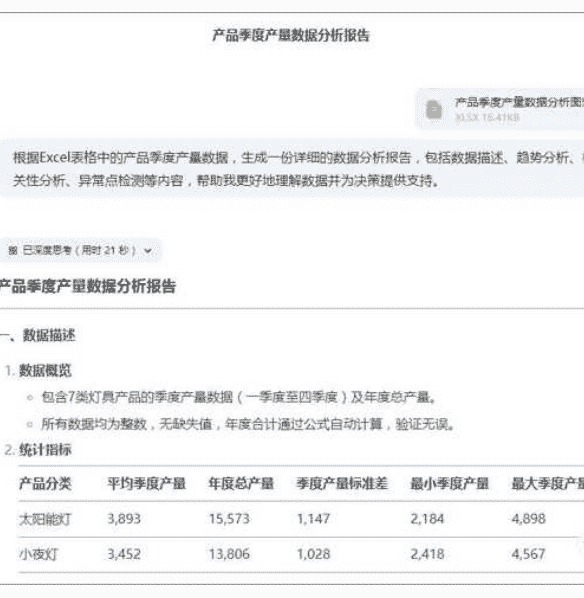 产品季度产量数据分析报告
产品季度产量数据分析图
XLSX 16.41KB
根据Excel表格中的产品季度产量数据，生成一份详细的数据分析报告，包括数据描述、趋势分析、
关性分析、异常点检测等内容，帮助我更好地理解数据并为决策提供支持。
已深度思考（用时 21 秒）
产品季度产量数据分析报告
一、数据描述
1. 数据概览
◦ 包含7类灯具产品的季度产量数据（一季度至四季度）及年度总产量。
◦ 所有数据均为整数，无缺失值，年度合计通过公式自动计算，验证无误。
2. 统计指标
产品分类 平均季度产量 年度总产量 季度产量标准差 最小季度产量 最大季度产量
太阳能灯 3,893 15,573 1,147 2,184 4,898
小夜灯 3,452 13,806 1,028 2,418 4,567